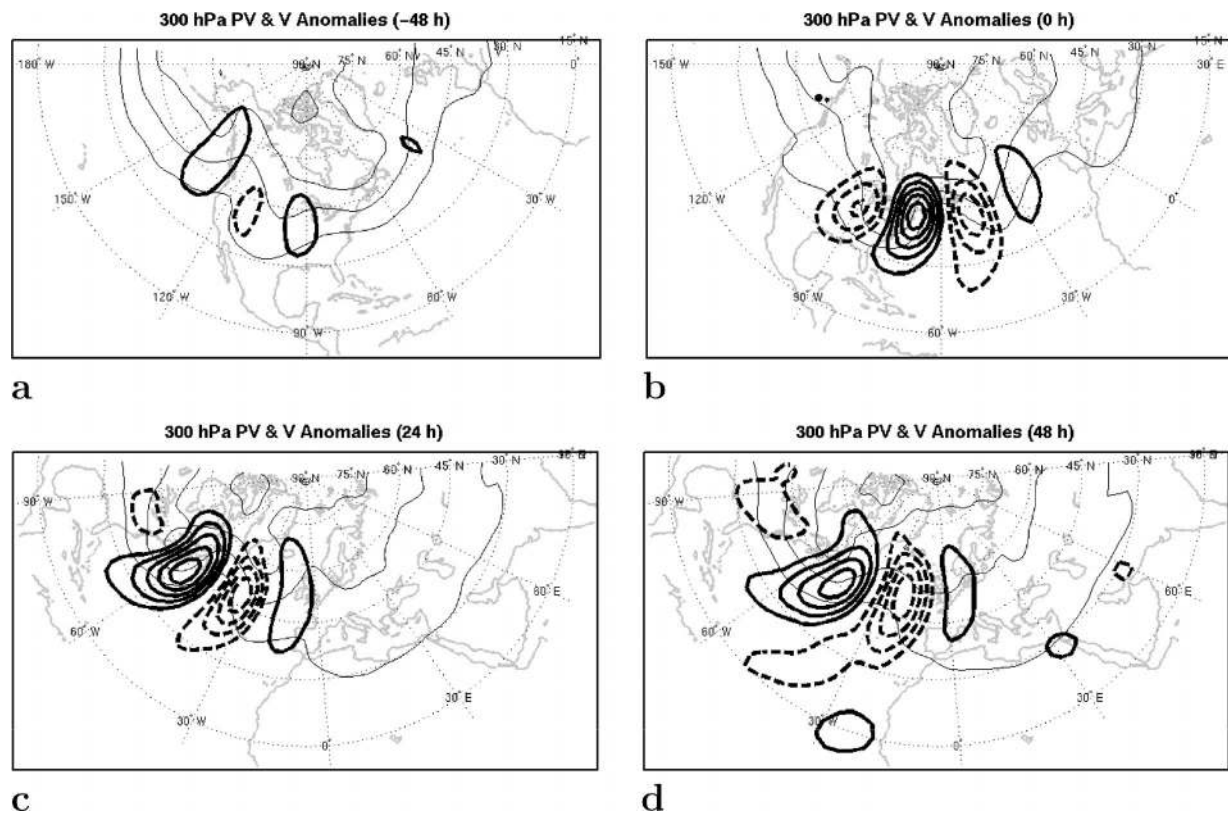 300 hPa PV & V Anomalies (−48 h)
180° W
90° N
75° N
60° N
45° N
30° N
15° N
0°
150° W
30° W
120° W
60° W
90° W
a
300 hPa PV & V Anomalies (0 h)
150° W
90° N
75° N
60° N
45° N
30° N
15° N
30° E
120° W
0°
90° W
30° W
60° W
b
300 hPa PV & V Anomalies (24 h)
90° W
90° N
75° N
60° N
45° N
30° N
60° W
60° E
30° W
30° E
0°
c
300 hPa PV & V Anomalies (48 h)
90° W
90° N
75° N
60° N
45° N
30° N
60° W
60° E
30° W
30° E
0°
d